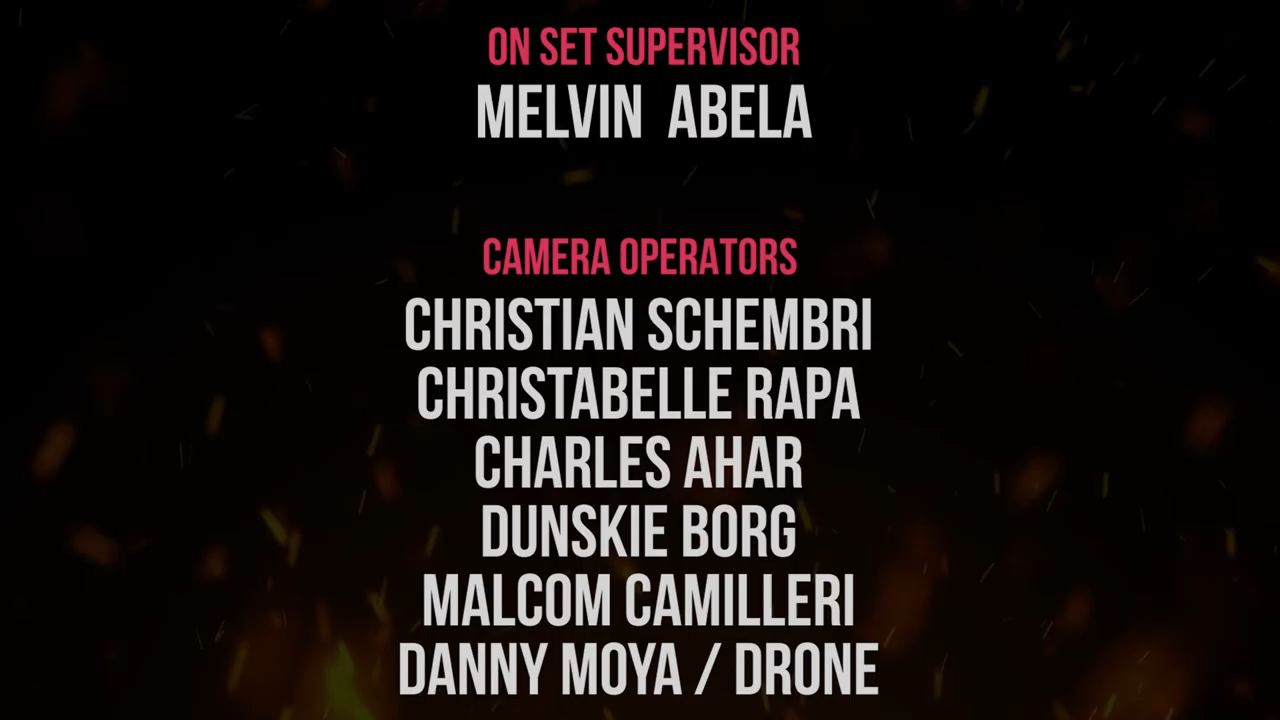 ON SET SUPERVISOR
MELVIN ABELA
CAMERA OPERATORS
CHRISTIAN SCHEMBRI
CHRISTABELLE RAPA
CHARLES AHAR
DUNSKIE BORG
MALCOM CAMILLERI
DANNY MOYA / DRONE